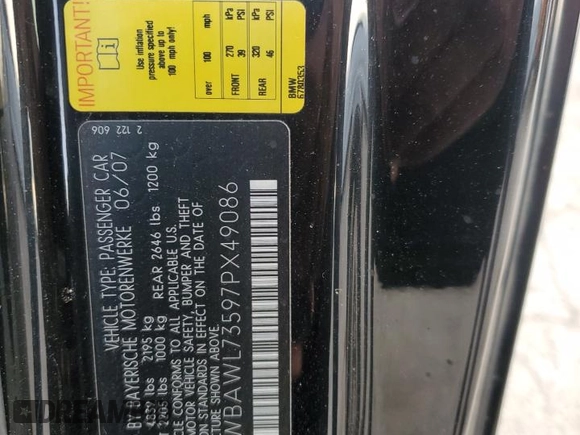 IMPORTANT!
Use inflation
pressure specified
above up to
100 mph only!
mph kPa PSI kPa PSI
over 100 270 39 320 46
FRONT REAR
BMW
6780353
2 122 606
VEHICLE TYPE: PASSENGER CAR
BY BAYERISCHE MOTORENWERKE 06/07
4839 lbs 2195 kg
lbs 1000 kg REAR 2646 lbs 1200 kg
CONFORMS TO ALL APPLICABLE U.S.
MOTOR VEHICLE SAFETY, BUMPER AND THEFT
STANDARDS IN EFFECT ON THE DATE OF
SHOWN ABOVE.
WBAWL73597PX49086